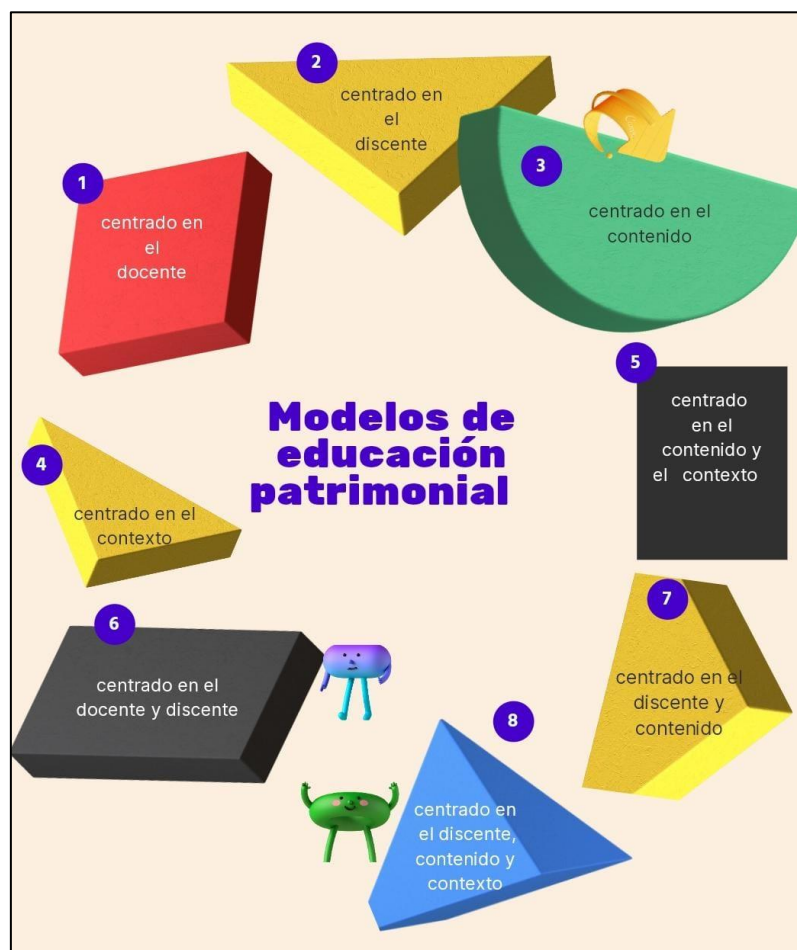 1
centrado en
el
docente
2
centrado en
el
discente
3
centrado en el
contenido
Modelos de
educación
patrimonial
4
centrado en el
contexto
5
centrado
en el
contenido y
el contexto
6
centrado en el
docente y discente
7
centrado en el
discente y
contenido
8
centrado en
el discente,
contenido y
contexto